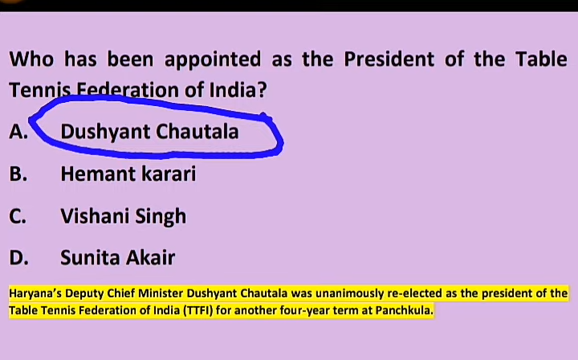 Who has been appointed as the President of the Table
Tennis Federation of India?
A. Dushyant Chautala
B. Hemant karari
C. Vishani Singh
D. Sunita Akair
Haryana's Deputy Chief Minister Dushyant Chautala was unanimously re-elected as the president of the
Table Tennis Federation of India (TTFI) for another four-year term at Panchkula.